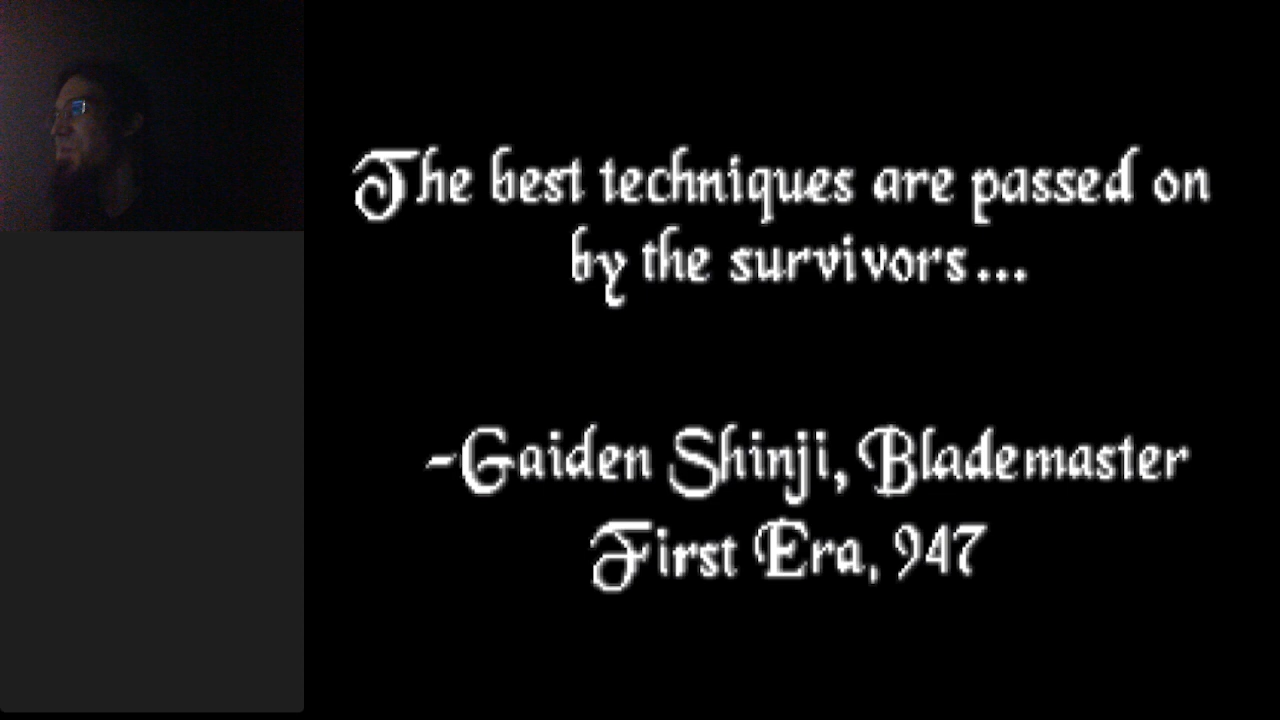 The best techniques are passed on
by the survivors...
-Gaiden Shinji, Blademaster
First Era, 947